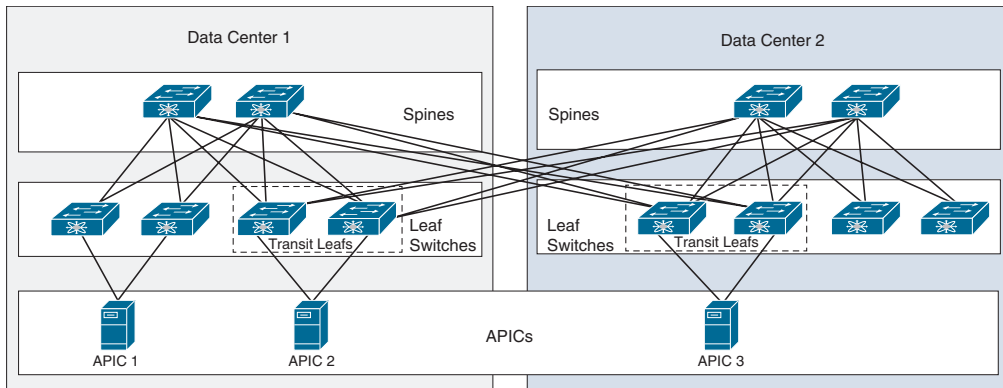 Data Center 1
Data Center 2
Spines
Spines
Leaf
Switches
Transit Leafs
Leaf
Switches
Transit Leafs
APICs
APIC 1
APIC 2
APIC 3